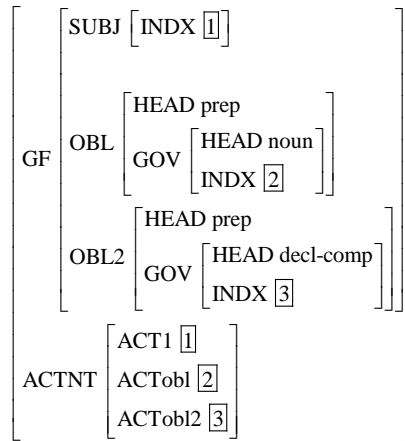 SUBJ [INDX 1]
HEAD prep
GF OBL GOV [HEAD noun
INDX 2]
HEAD prep
OBL2 GOV [HEAD decl-comp
INDX 3]
ACT1 1
ACTNT ACTobl 2
ACTobl2 3